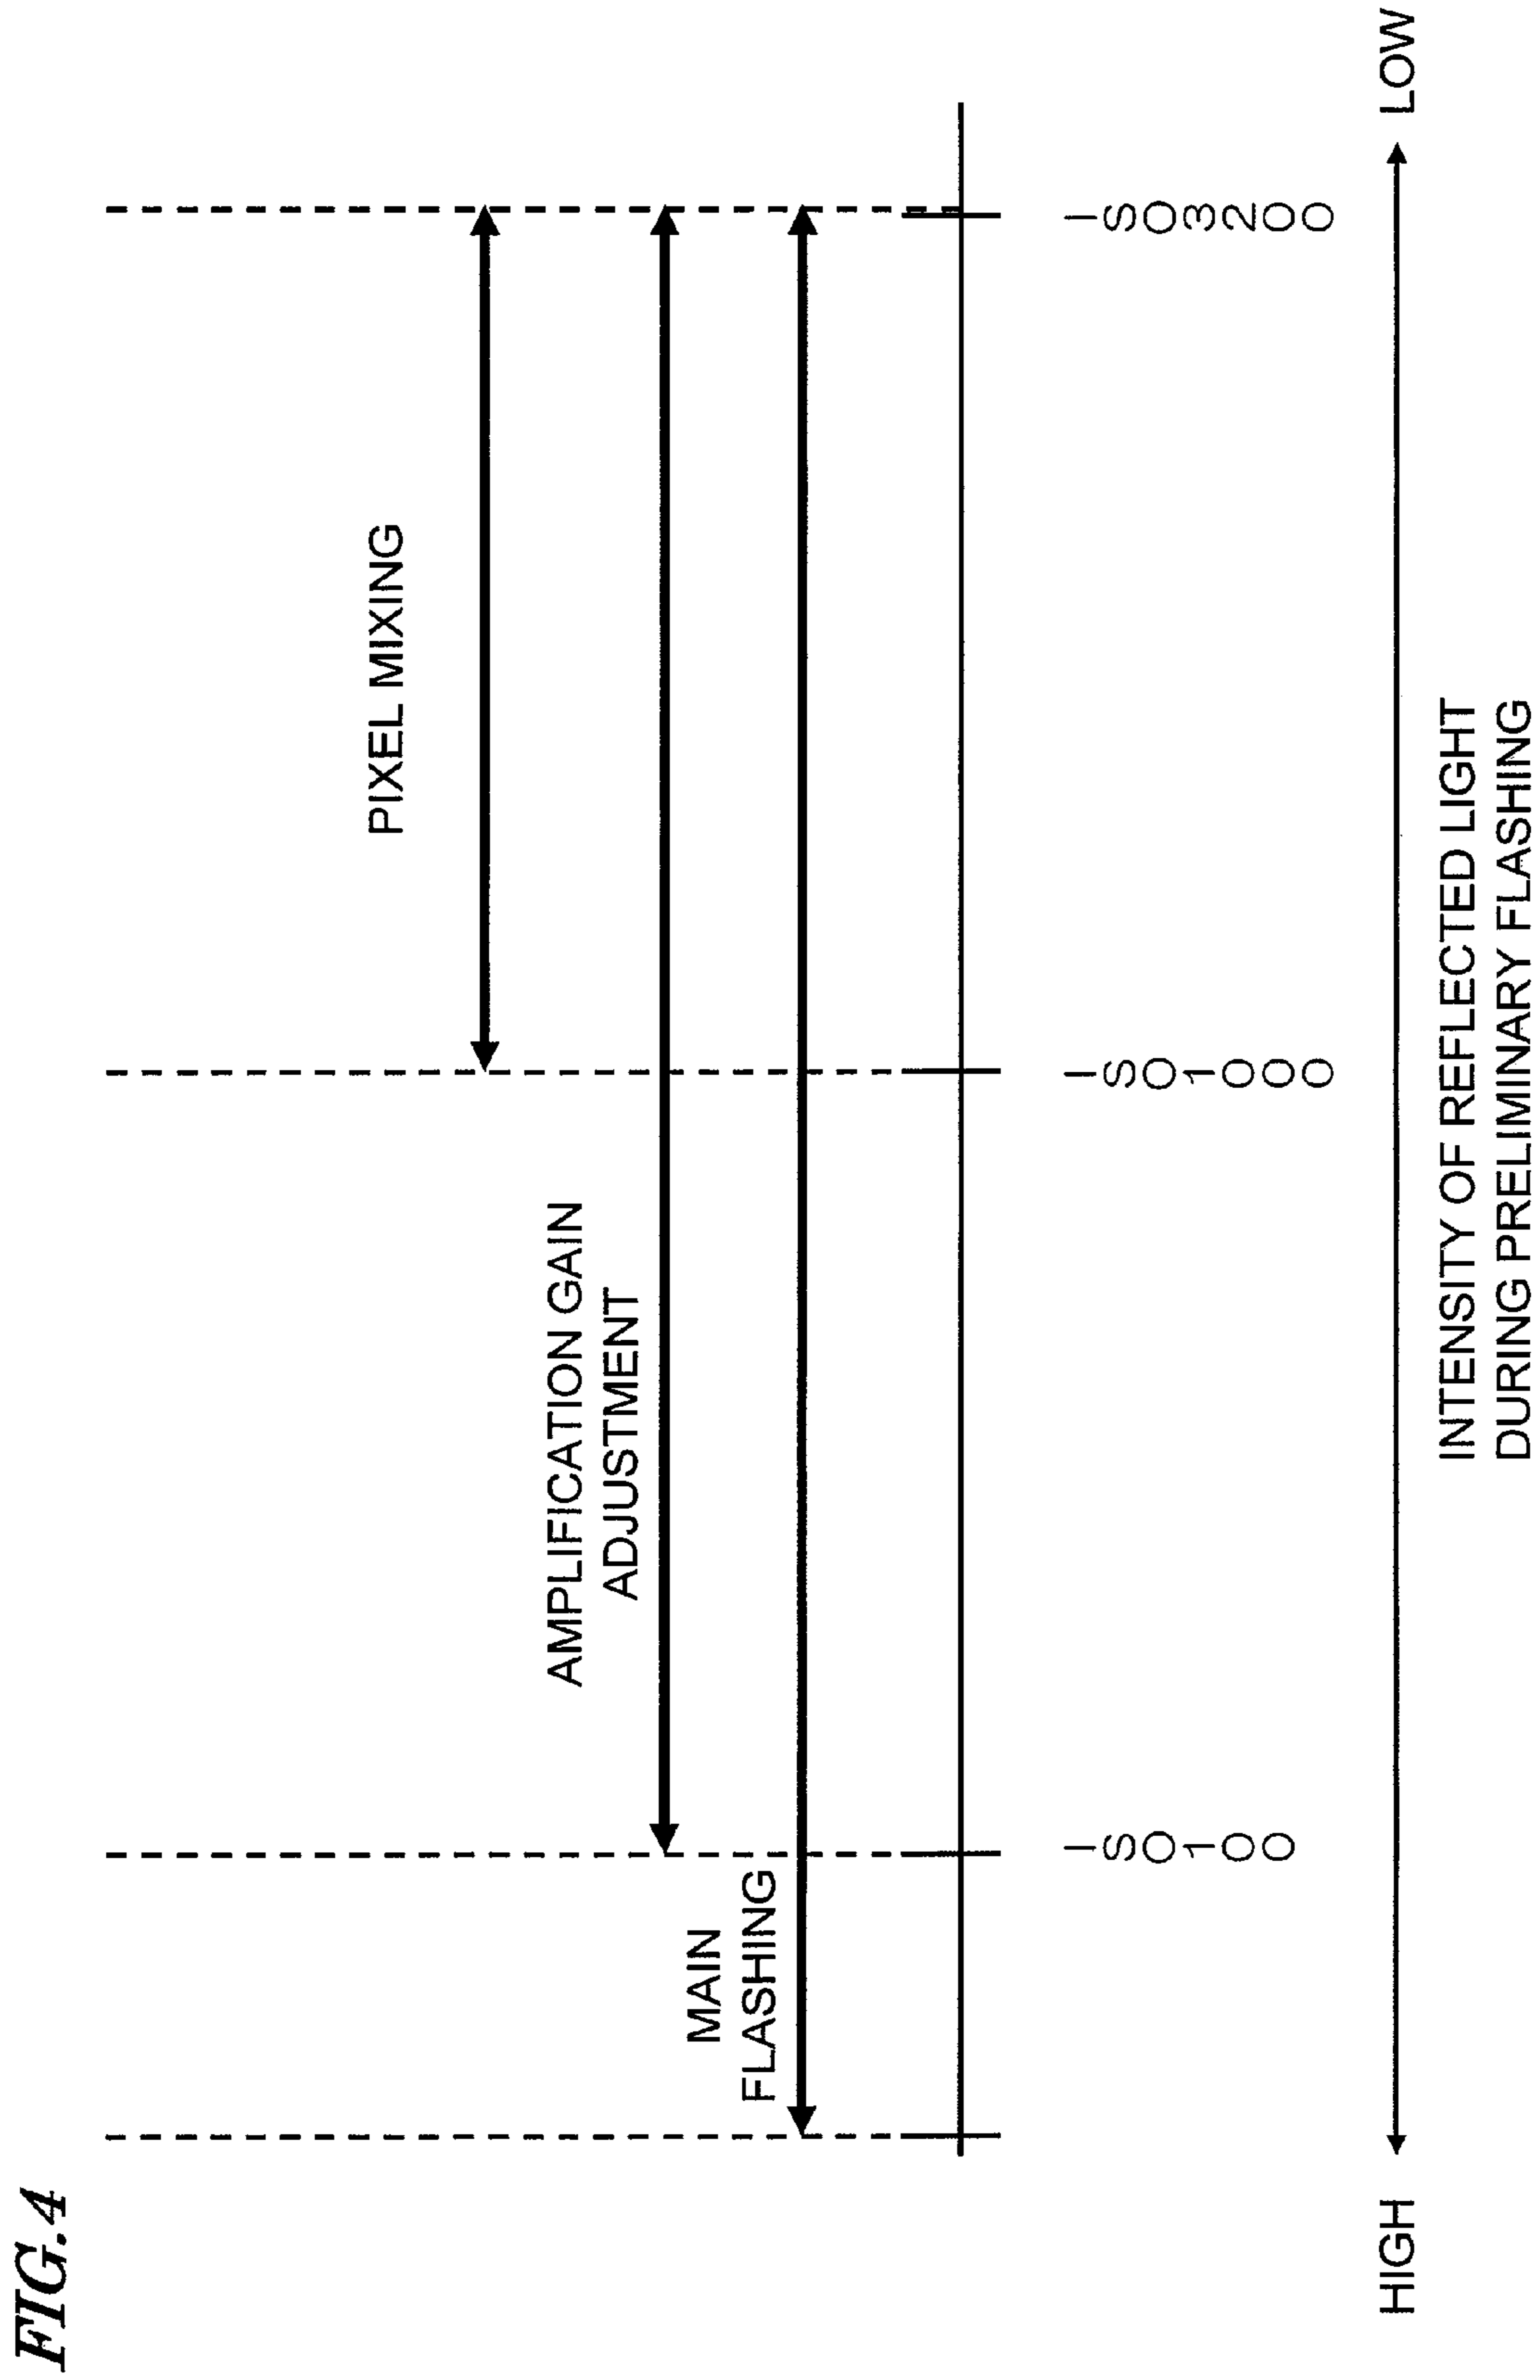 FIG.4
PIXEL MIXING
AMPLIFICATION GAIN
ADJUSTMENT
MAIN
FLASHING
ISO100
ISO1000
ISO3200
HIGH
LOW
INTENSITY OF REFLECTED LIGHT
DURING PRELIMINARY FLASHING